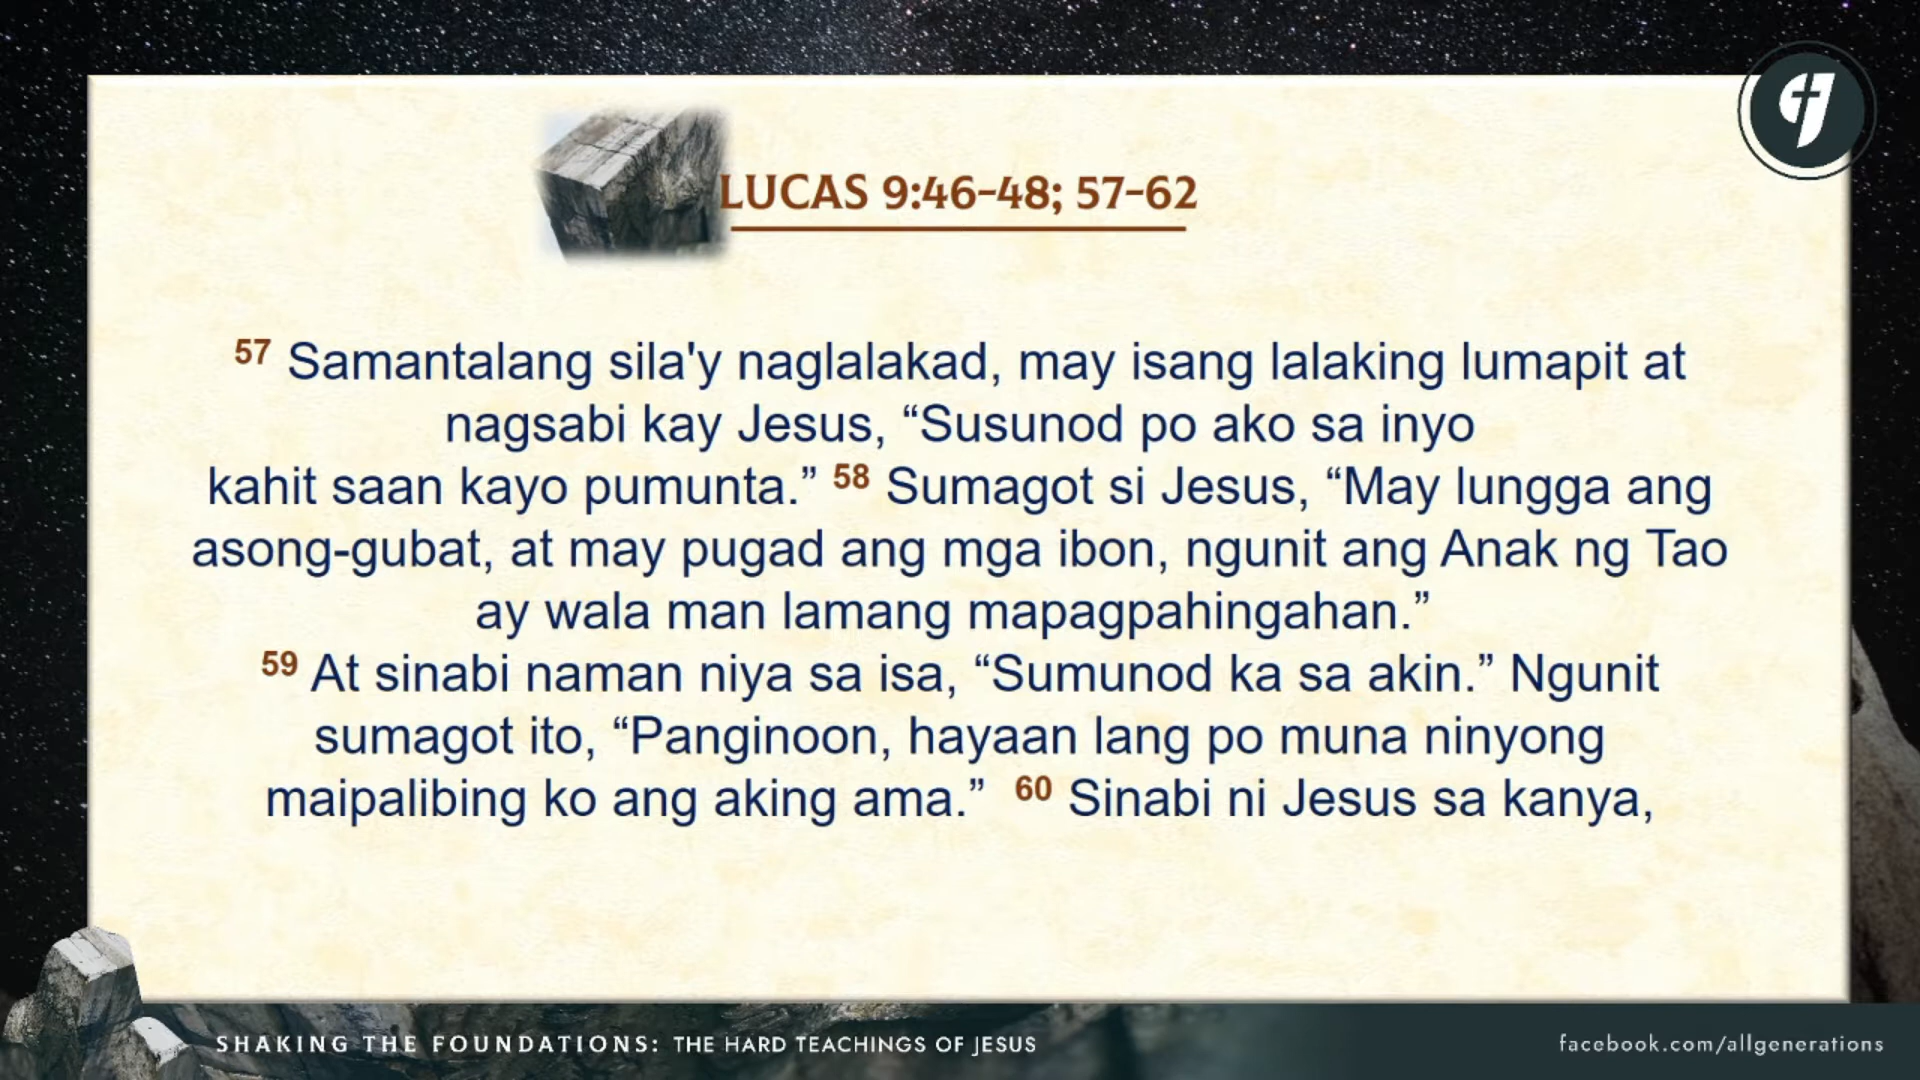 LUCAS 9:46-48; 57-62
57 Samantalang sila'y naglalakad, may isang lalaking lumapit at
nagsabi kay Jesus, “Susunod po ako sa inyo
kahit saan kayo pumunta.” 58 Sumagot si Jesus, “May lungga ang
asong-gubat, at may pugad ang mga ibon, ngunit ang Anak ng Tao
ay wala man lamang mapagpahingahan.”
59 At sinabi naman niya sa isa, “Sumunod ka sa akin.” Ngunit
sumagot ito, “Panginoon, hayaan lang po muna ninyong
maipalibing ko ang aking ama.” 60 Sinabi ni Jesus sa kanya,
SHAKING THE FOUNDATIONS: THE HARD TEACHINGS OF JESUS
facebook.com/allgenerations